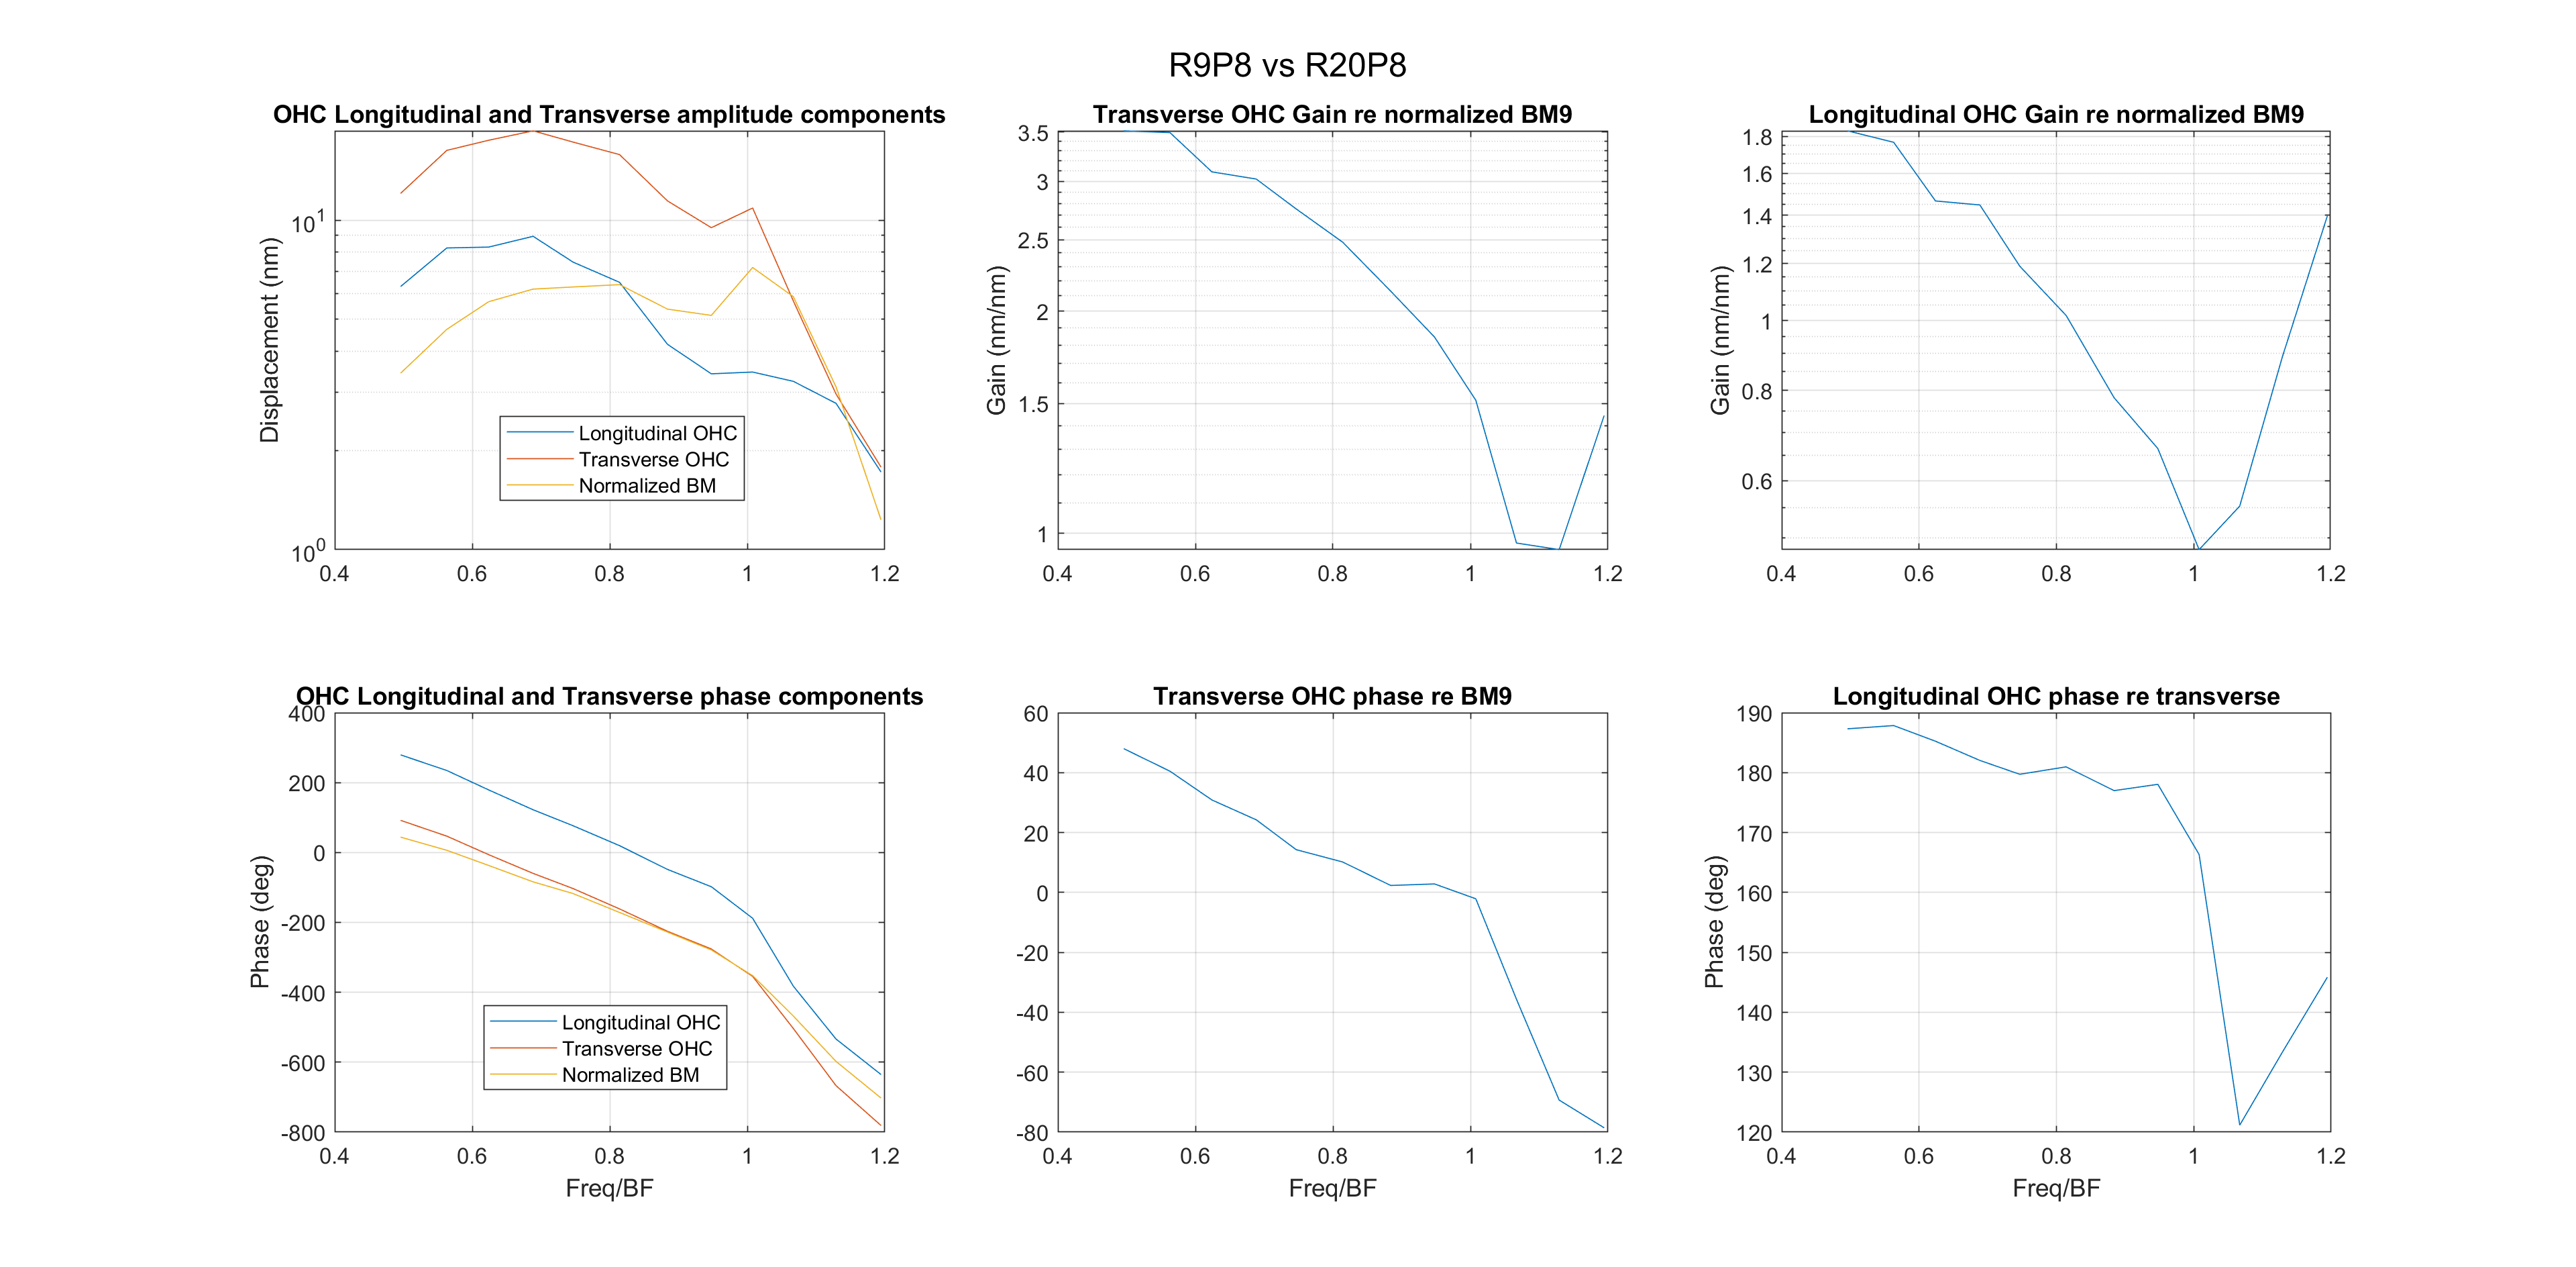 R9P8 vs R20P8
OHC Longitudinal and Transverse amplitude components
Displacement (nm)
10^1
10^0
0.4 0.6 0.8 1 1.2
Longitudinal OHC
Transverse OHC
Normalized BM
Transverse OHC Gain re normalized BM9
Gain (nm/nm)
3.5
3
2.5
2
1.5
1
0.4 0.6 0.8 1 1.2
Longitudinal OHC Gain re normalized BM9
Gain (nm/nm)
1.8
1.6
1.4
1.2
1
0.8
0.6
0.4 0.6 0.8 1 1.2
OHC Longitudinal and Transverse phase components
Phase (deg)
400
200
0
-200
-400
-600
-800
0.4 0.6 0.8 1 1.2
Freq/BF
Longitudinal OHC
Transverse OHC
Normalized BM
Transverse OHC phase re BM9
60
40
20
0
-20
-40
-60
-80
0.4 0.6 0.8 1 1.2
Freq/BF
Longitudinal OHC phase re transverse
Phase (deg)
190
180
170
160
150
140
130
120
0.4 0.6 0.8 1 1.2
Freq/BF